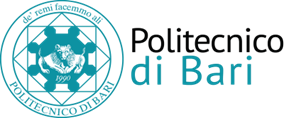 de' remi facemmo ali
1990
POLITECNICO DI BARI
Politecnico
di Bari